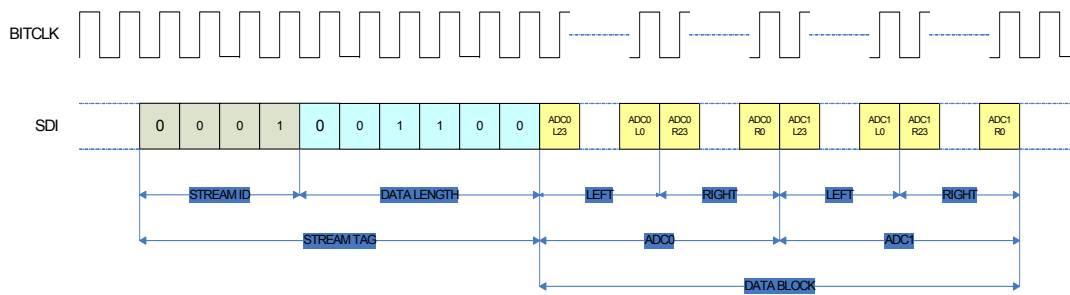 BITCLK
SDI
0 0 0 1 0 0 1 1 0 0
ADC0 L23
ADC0 L0
ADC0 R23
ADC0 R0
ADC1 L23
ADC1 L0
ADC1 R23
ADC1 R0
STREAM ID DATA LENGTH LEFT RIGHT LEFT RIGHT
STREAM TAG ADC0 ADC1
DATA BLOCK